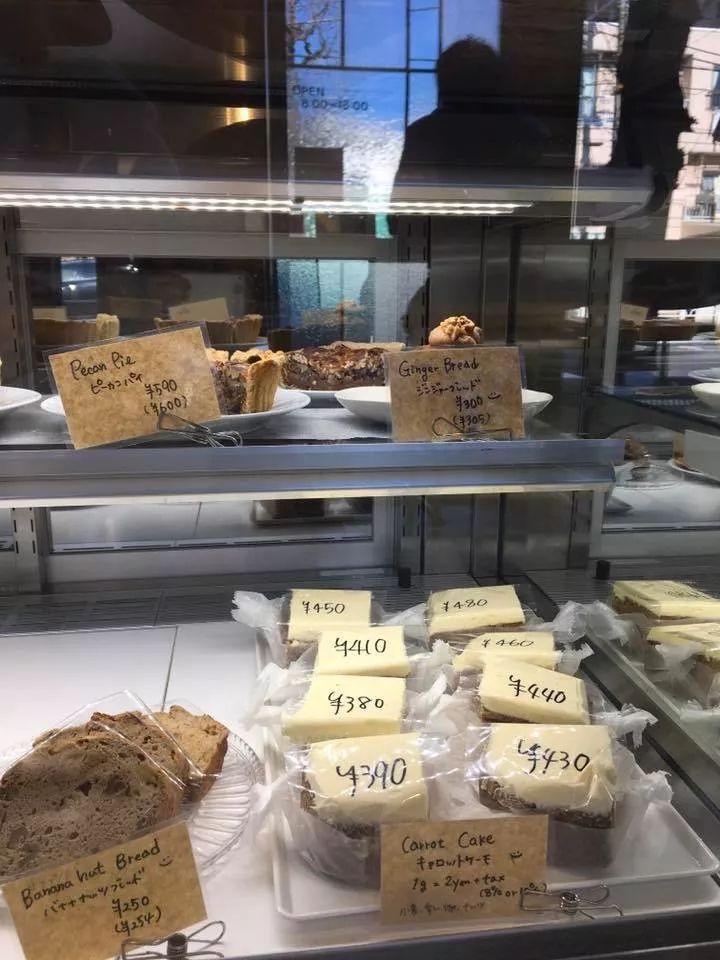 OPEN
8:00-18:00
Pecan Pie
ピーカンパイ
¥590
(¥600)
Ginger Bread
ジンジャーブレッド
¥300
(¥305)
¥450
¥480
¥410
¥460
¥380
¥440
¥390
¥430
Banana nut Bread
バナナナッツブレッド
¥250
(¥254)
Carrot Cake
キャロットケーキ
1g = 2yen + tax
(8% or 10%)